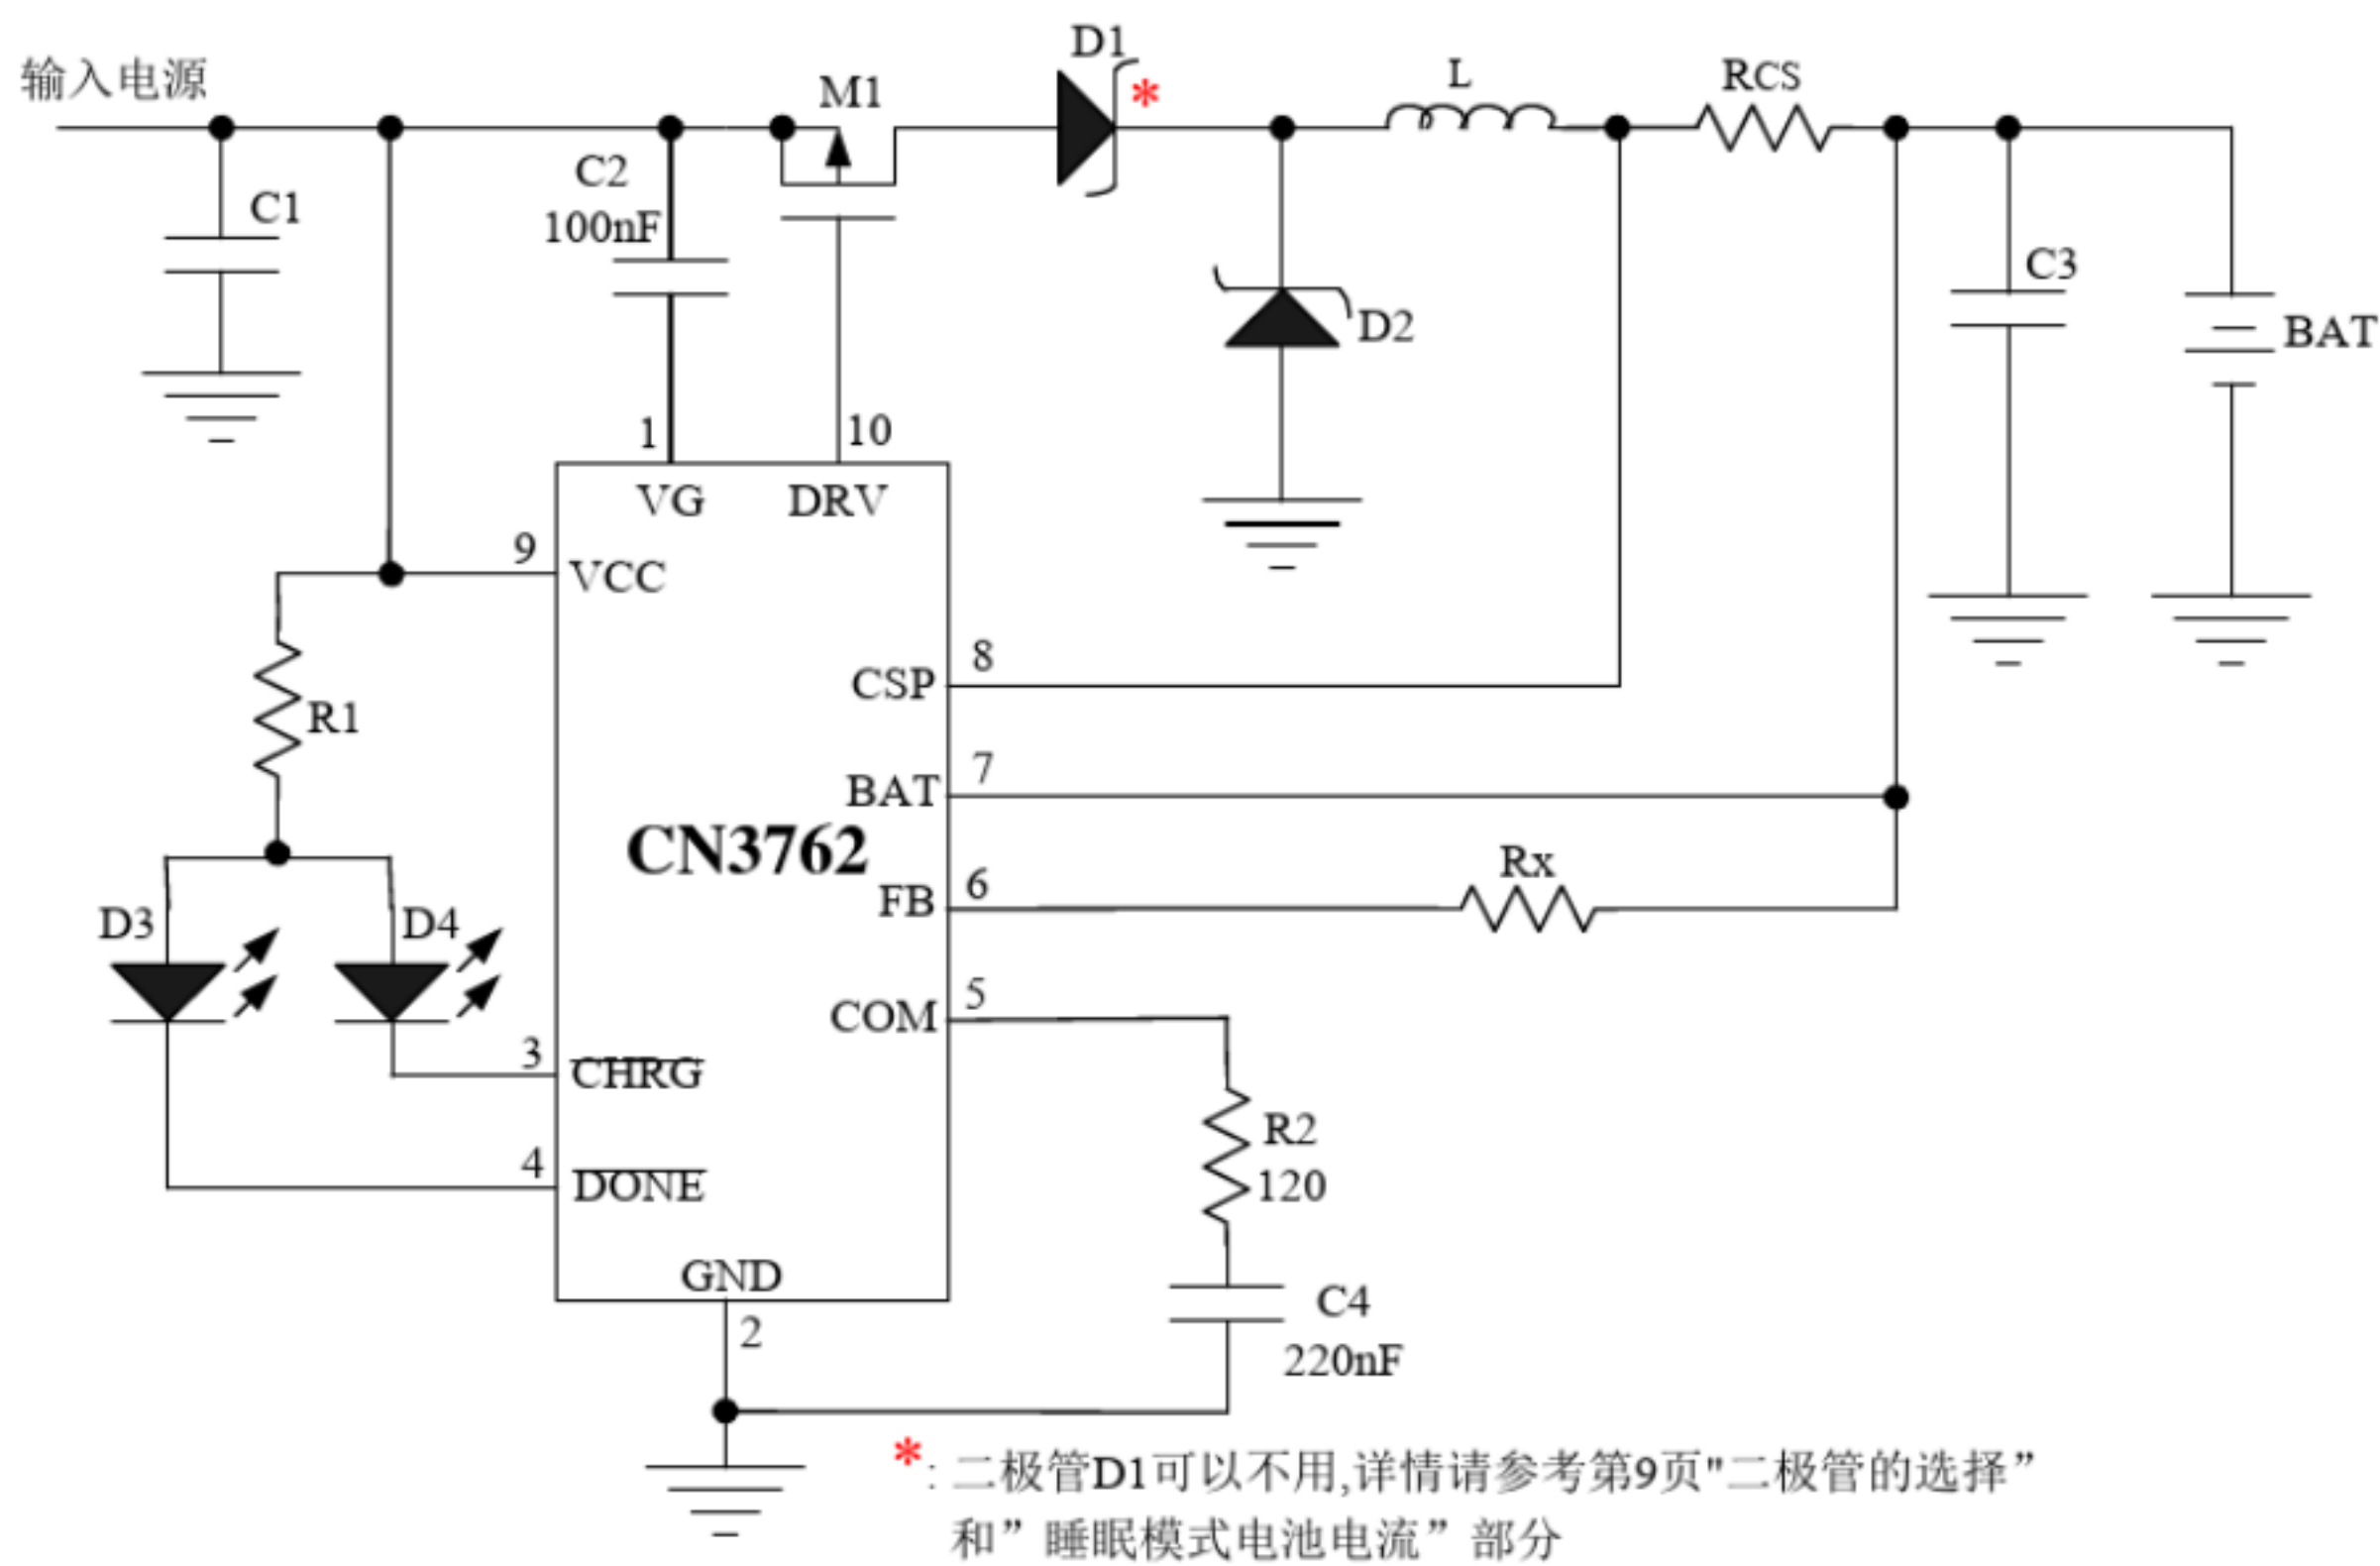 D1
输入电源
M1
*
L
RCS
C2
100nF
C1
C3
D2
BAT
1
10
VG
DRV
9
VCC
8
CSP
R1
7
BAT
CN3762
Rx
6
FB
D3
D4
5
COM
3
CHRG
R2
120
4
DONE
GND
C4
2
220nF
*: 二极管D1可以不用,详情请参考第9页"二极管的选择”
和”睡眠模式电池电流”部分